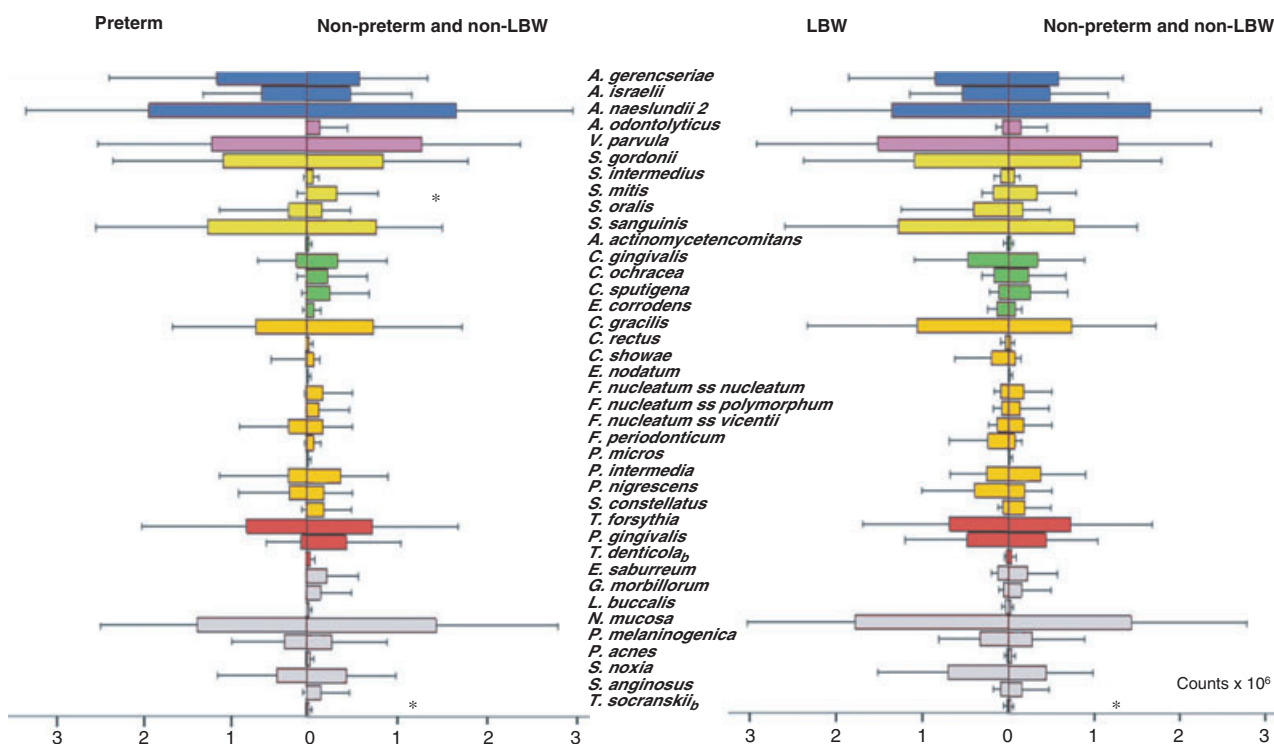 Preterm Non-preterm and non-LBW LBW Non-preterm and non-LBW
A. gerencseriae
A. israelii
A. naeslundii 2
A. odontolyticus
V. parvula
S. gordonii
S. intermedius
S. mitis
*
S. oralis
S. sanguinis
A. actinomycetencomitans
C. gingivalis
C. ochracea
C. sputigena
E. corrodens
C. gracilis
C. rectus
C. showae
E. nodatum
F. nucleatum ss nucleatum
F. nucleatum ss polymorphum
F. nucleatum ss vicentii
F. periodonticum
P. micros
P. intermedia
P. nigrescens
S. constellatus
T. forsythia
P. gingivalis
T. denticolab
E. saburreum
G. morbillorum
L. buccalis
N. mucosa
P. melaninogenica
P. acnes
S. noxia
S. anginosus
Counts x 10⁶
* T. socranskiib *
3 2 1 0 1 2 3 3 2 1 0 1 2 3